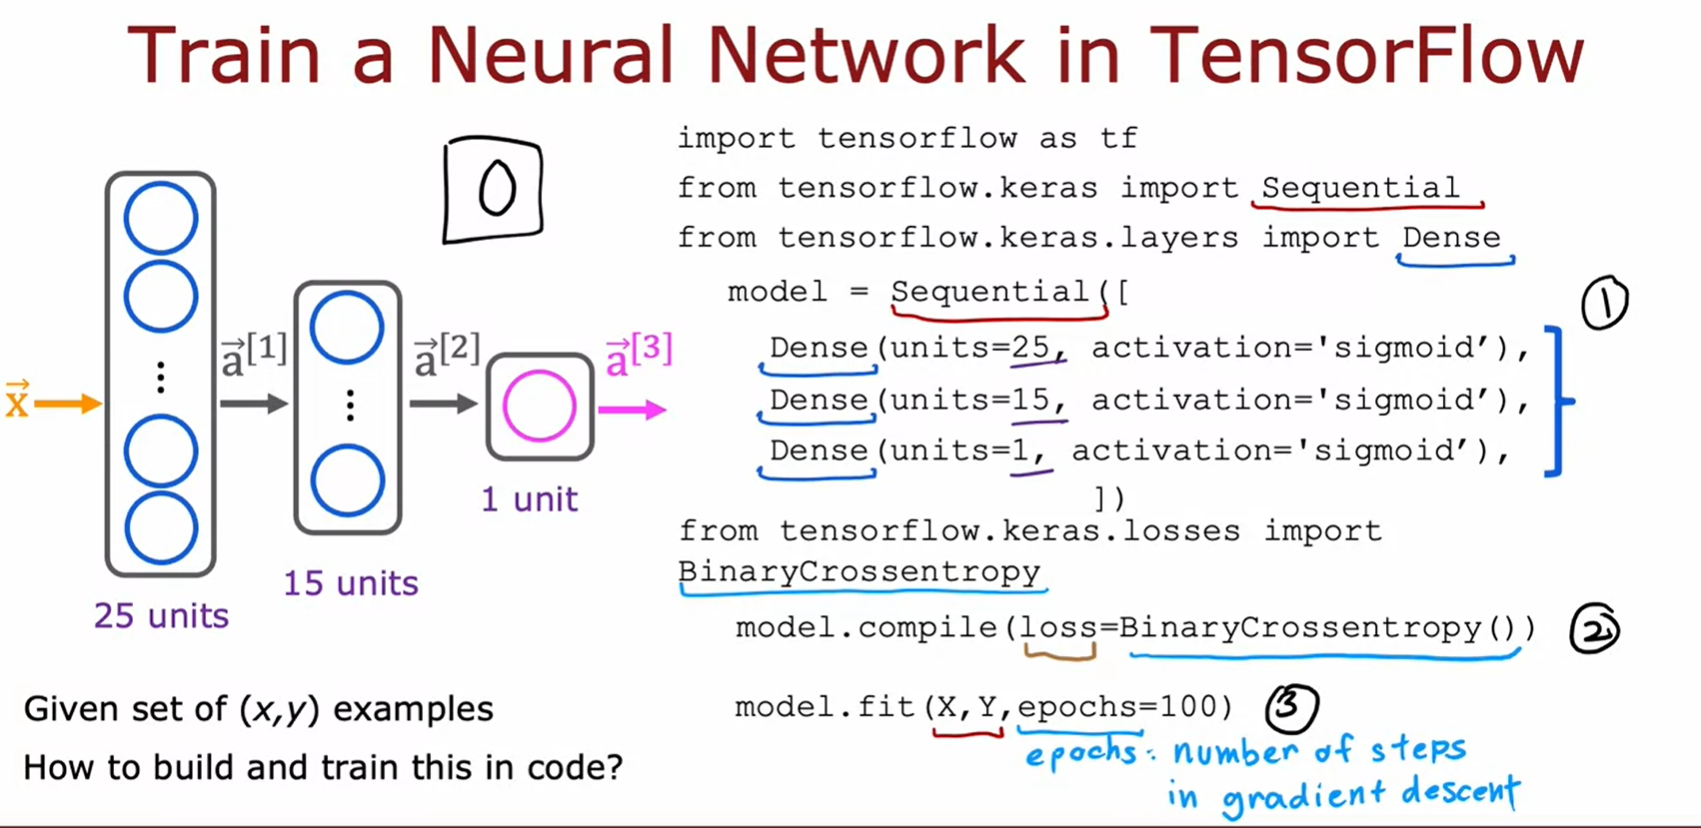 Train a Neural Network in TensorFlow
0
x⃗
a⃗[1]
a⃗[2]
a⃗[3]
25 units
15 units
1 unit
Given set of (x,y) examples
How to build and train this in code?
import tensorflow as tf
from tensorflow.keras import Sequential
from tensorflow.keras.layers import Dense
model = Sequential([
①
Dense(units=25, activation='sigmoid’),
Dense(units=15, activation='sigmoid’),
Dense(units=1, activation='sigmoid’),
])
from tensorflow.keras.losses import
BinaryCrossentropy
model.compile(loss=BinaryCrossentropy()) ②
model.fit(X,Y,epochs=100) ③
epochs: number of steps
in gradient descent